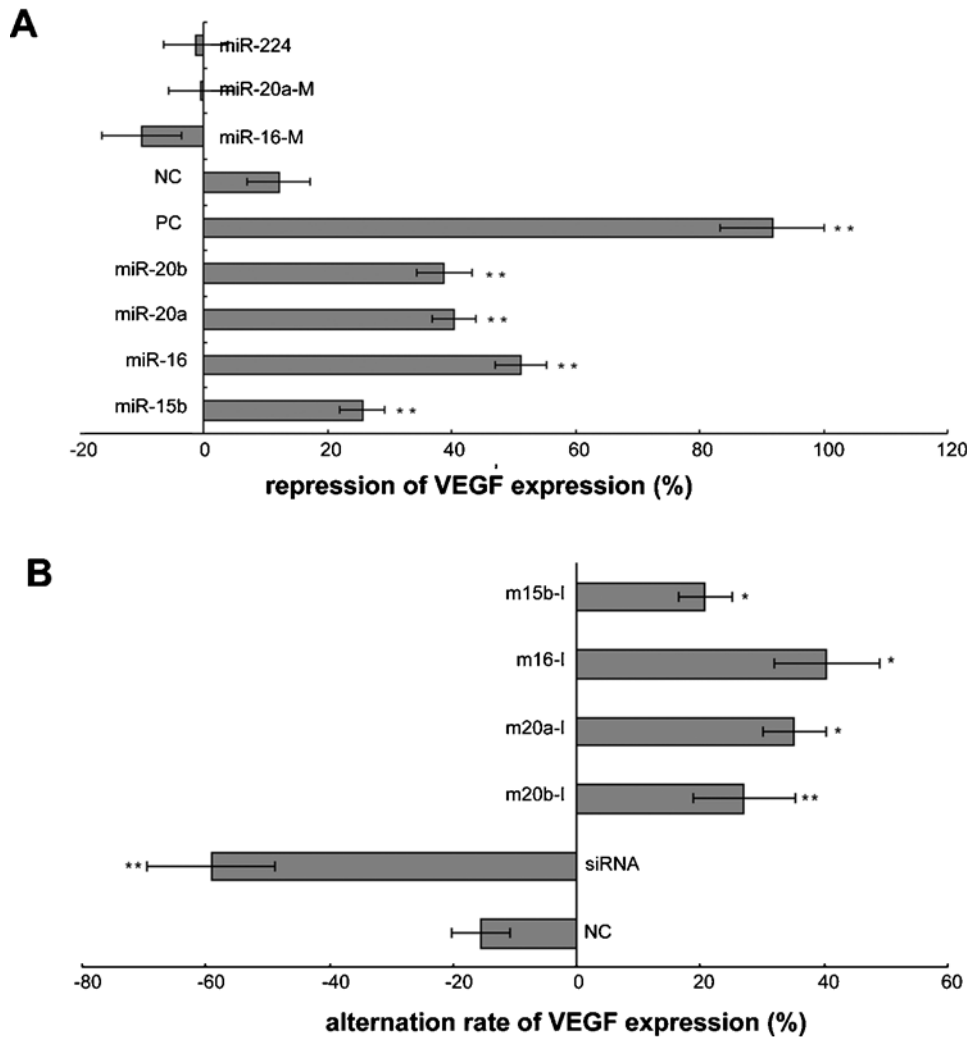 A
miR-224
miR-20a-M
miR-16-M
NC
PC
**
miR-20b
**
miR-20a
**
miR-16
**
miR-15b
**
-20 0 20 40 60 80 100 120
repression of VEGF expression (%)
B
m15b-I
*
m16-I
*
m20a-I
*
m20b-I
**
** siRNA
NC
-80 -60 -40 -20 0 20 40 60
alternation rate of VEGF expression (%)